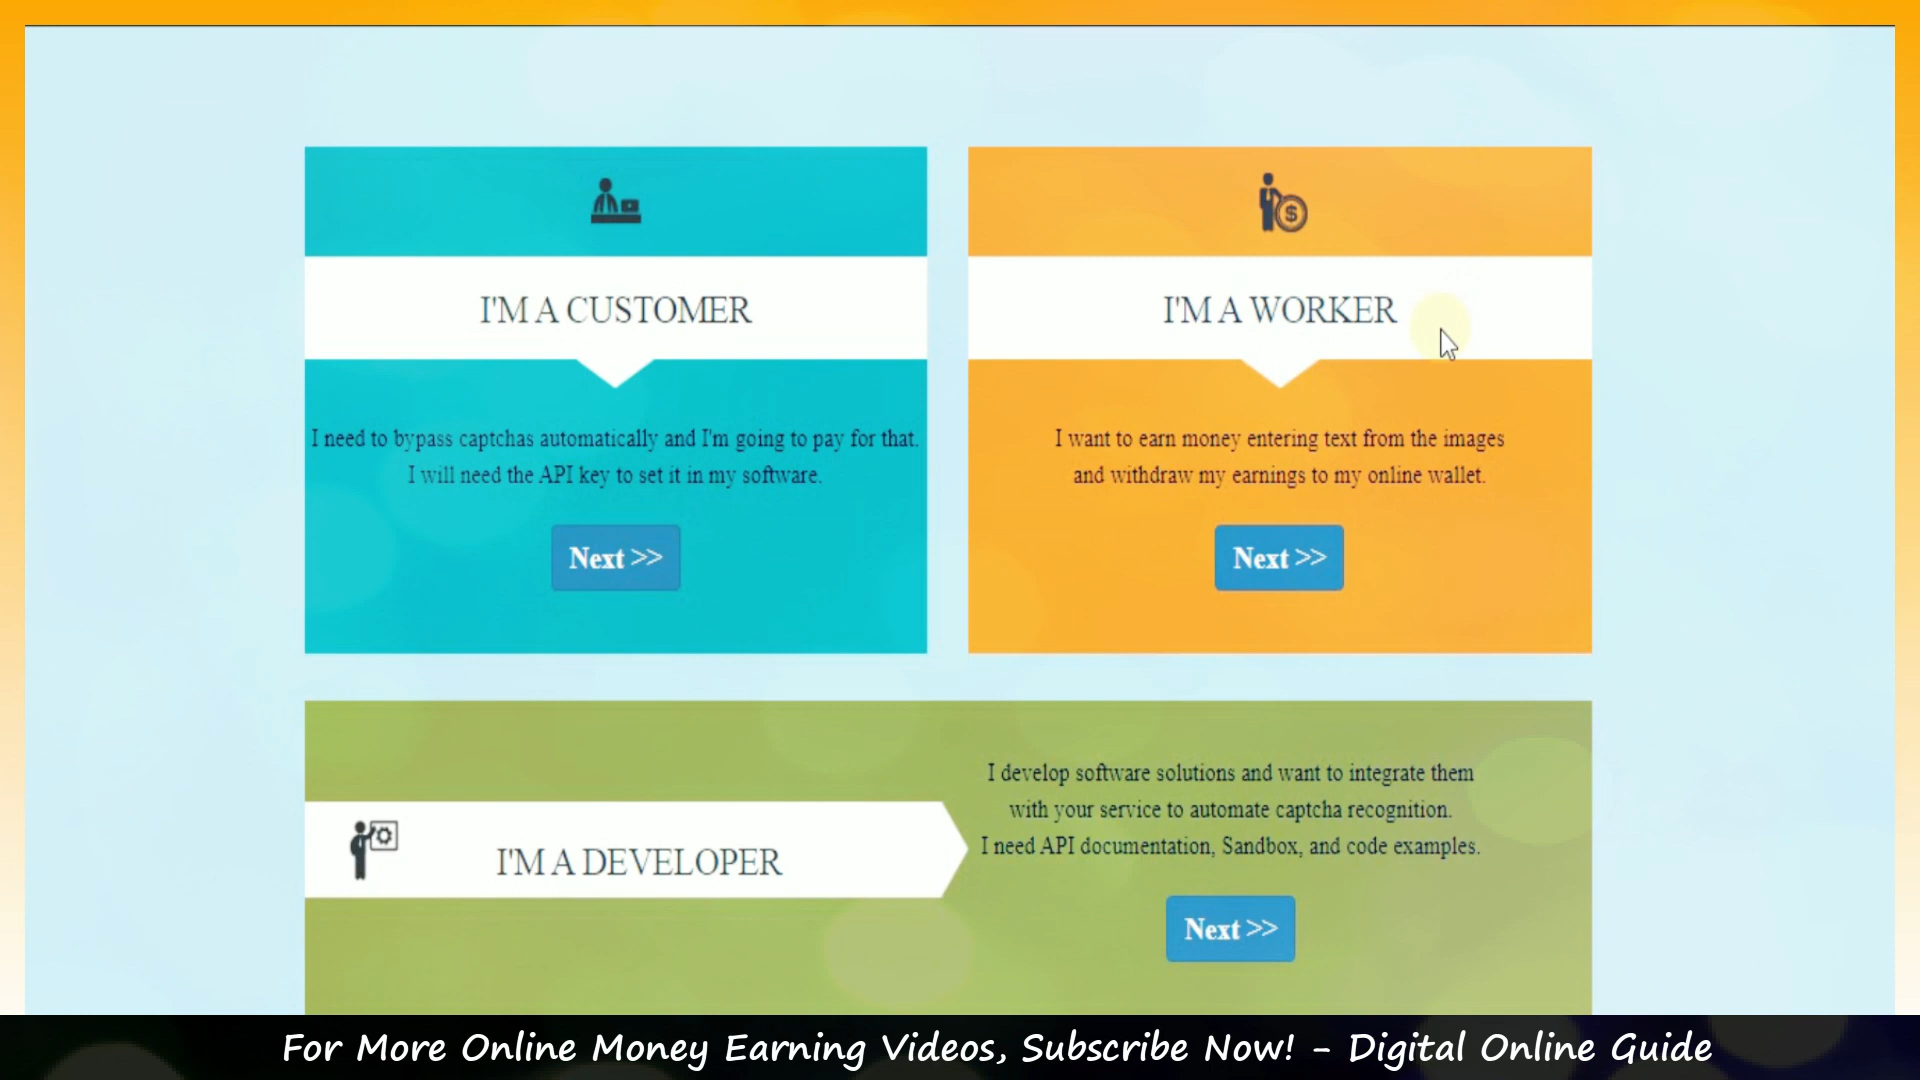 I'M A CUSTOMER
I need to bypass captchas automatically and I'm going to pay for that.
I will need the API key to set it in my software.
Next >>
I'M A WORKER
I want to earn money entering text from the images
and withdraw my earnings to my online wallet.
Next >>
I'M A DEVELOPER
I develop software solutions and want to integrate them
with your service to automate captcha recognition.
I need API documentation, Sandbox, and code examples.
Next >>
For More Online Money Earning Videos, Subscribe Now! - Digital Online Guide